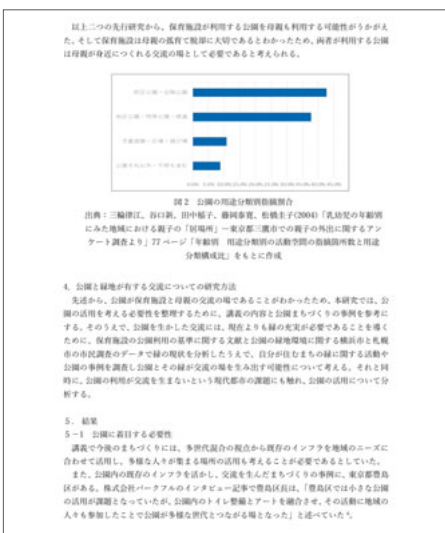 以上二つの先行研究から、保育施設が利用する公園を母親も利用する可能性がうかがえ
た。そして保育施設は母親の孤育て脱却に大切であるとわかったため、両者が利用する公園
は母親が身近につくれる交流の場として必要であると考えられる。
図2 公園の用途分類別指摘割合
出典:三輪律江、谷口新、田中稲子、藤岡泰寛、松橋圭子(2004)「乳幼児の年齢別
にみた地域における親子の「居場所」－東京都三鷹市での親子の外出に関するアン
ケート調査より」77ページ「年齢別 用途分類別の活動空間の指摘箇所数と用途
分類構成比」をもとに作成
4. 公園と緑地が有する交流についての研究方法
先述から、公園が保育施設と母親の交流の場であることがわかったため、本研究では、公
園の活用を考える必要性を整理するために、講義の内容と公園まちづくりの事例を参考に
する。そのうえで、公園を生かした交流には、現在よりも緑の充実が必要であることを導く
ために、保育施設の公園利用の基準に関する文献と公園の緑地環境に関する横浜市と札幌
市の市民調査のデータで緑の現状を分析したうえで、自分が住むまちの緑に関する活動や
公園の事例を調査し公園とその緑が交流の場を生み出す可能性について考える。それと同
時に、公園の利用が交流を生まないという現代都市の課題にも触れ、公園の活用について分
析する。
5. 結果
5－1 公園に着目する必要性
講義で今後のまちづくりには、多世代混合の視点から既存のインフラを地域のニーズに
合わせて活用し、多様な人々が集まる場所の活用も考えることが必要であるとしていた。
また、公園内の既存のインフラを活かし、交流を生んだまちづくりの事例に、東京都豊島
区がある。株式会社パークフルのインタビュー記事で豊島区長は、「豊島区では小さな公園
の活用が課題となっていたが、公園内のトイレ整備とアートを融合させ、その活動に地域の
人々も参加したことで公園が多様な世代とつながる場となった」と述べていた